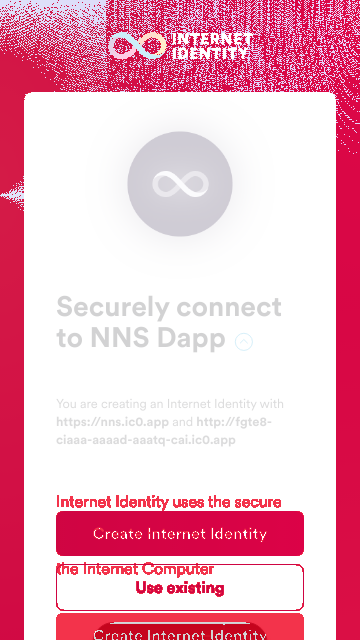 INTERNET
IDENTITY
Securely connect
to NNS Dapp
You are creating an Internet Identity with
https://nns.ic0.app and http://fgte8-
ciaaa-aaaad-aaatq-cai.ic0.app
Internet Identity uses the secure
Create Internet Identity
the Internet Computer
Use existing
Create Internet Identity